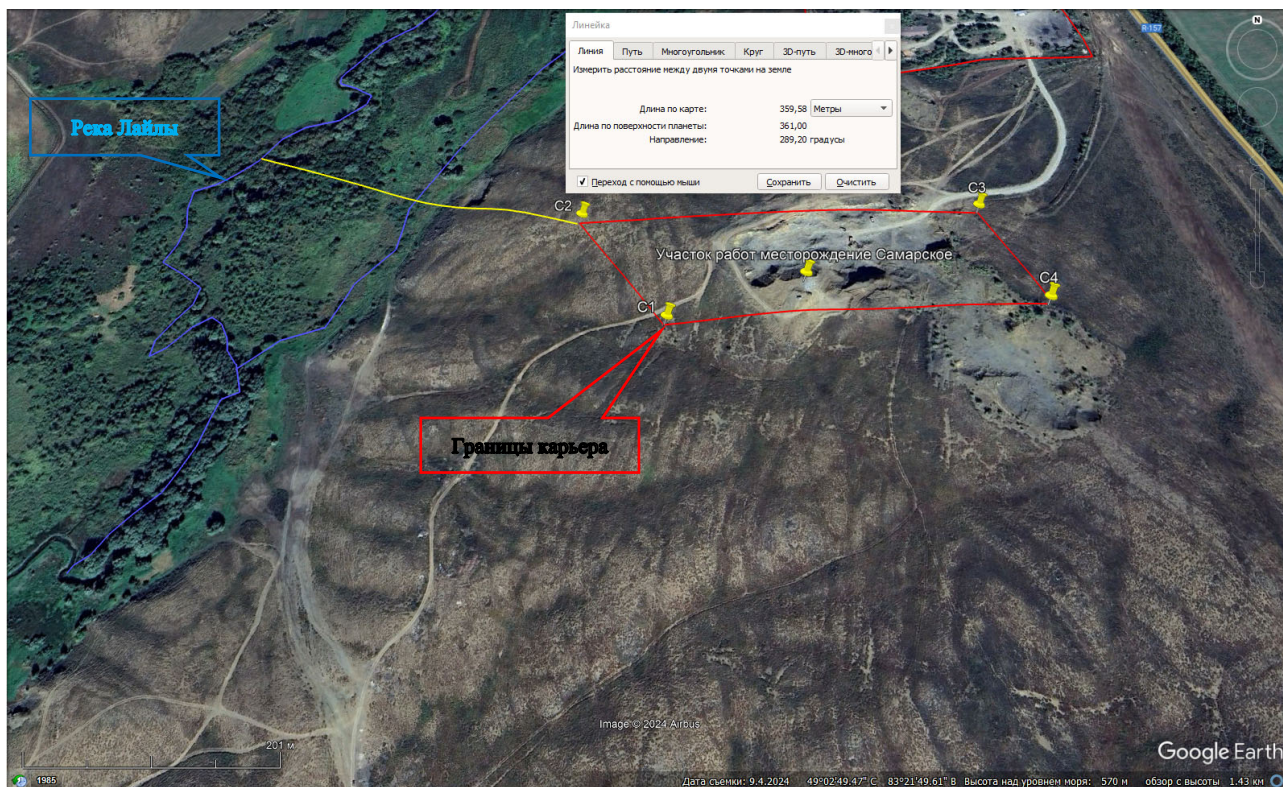 Линейка
Линия Путь Многоугольник Круг 3D-путь 3D-много
Измерить расстояние между двумя точками на земле
Длина по карте: 359,58 Метры
Длина по поверхности планеты: 361,00
Направление: 289,20 градусы
Переход с помощью мыши Сохранить Очистить
N
R-157
Река Лайлы
C2
C3
Участок работ месторождение Самарское
C4
C1
Границы карьера
Image © 2024 Airbus
201 м
Google Earth
1985
Дата съемки: 9.4.2024 49°02'49.47" С 83°21'49.61" В Высота над уровнем моря: 570 м обзор с высоты 1.43 км